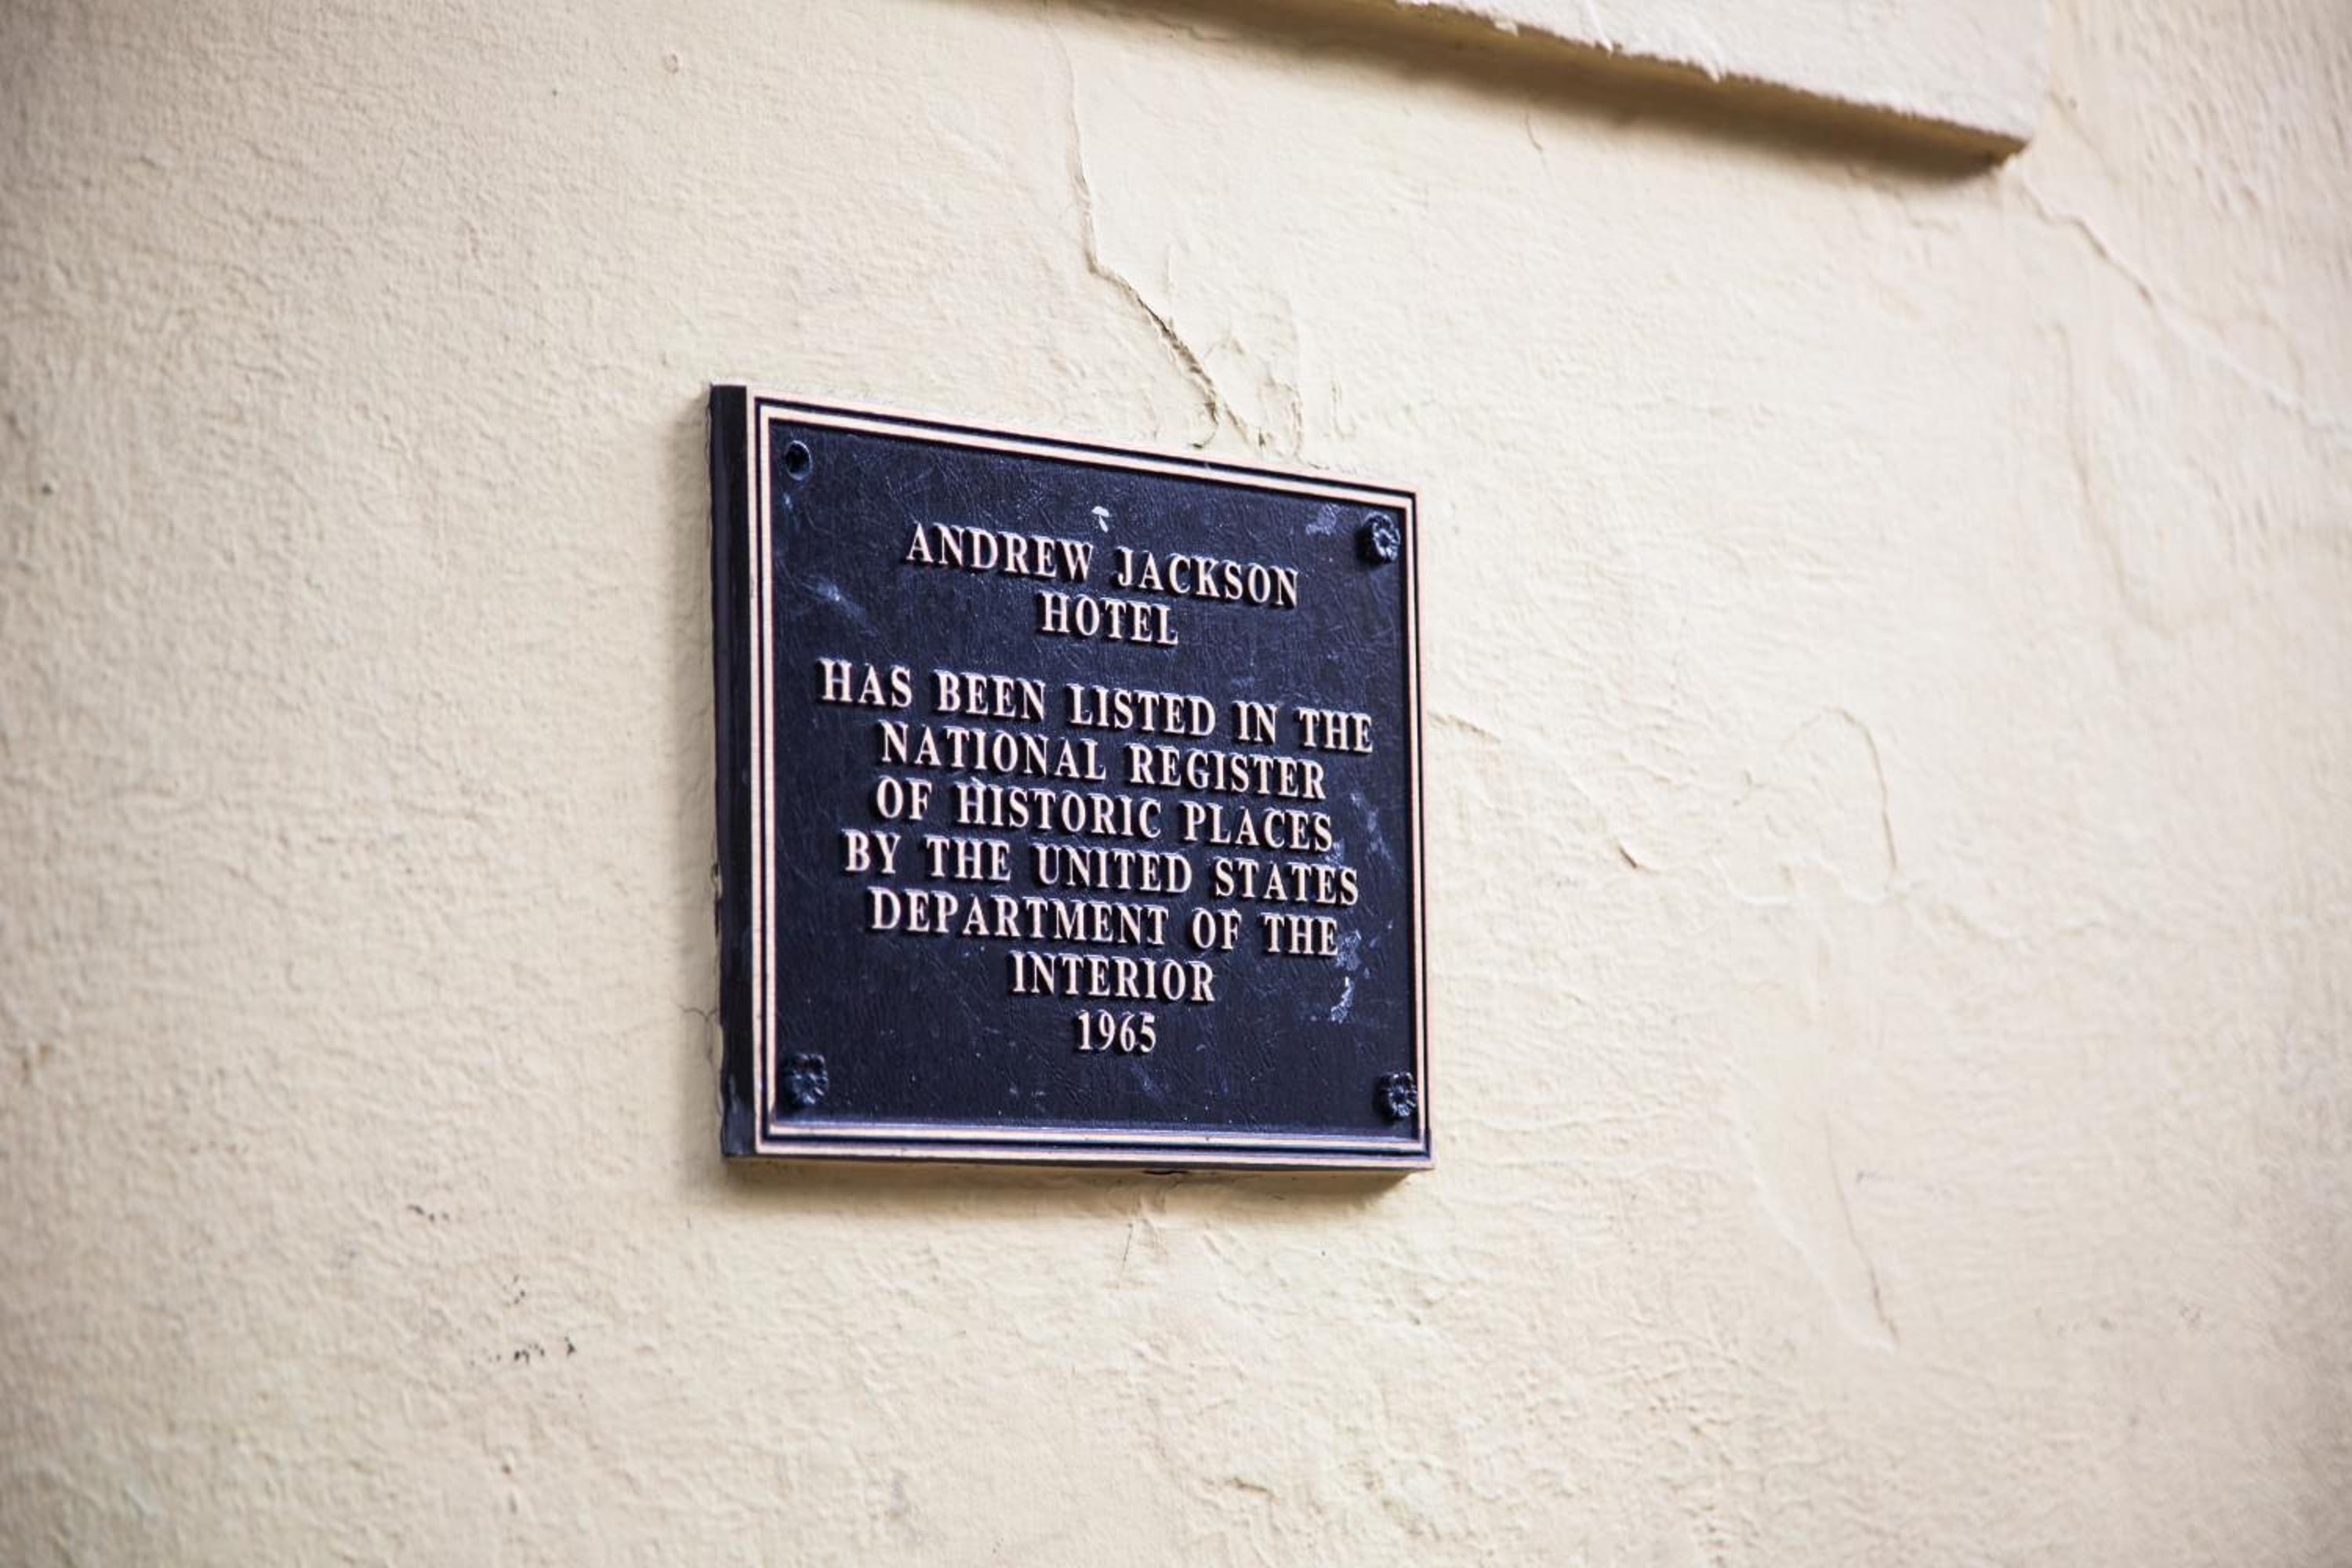 ANDREW JACKSON
HOTEL
HAS BEEN LISTED IN THE
NATIONAL REGISTER
OF HISTORIC PLACES
BY THE UNITED STATES
DEPARTMENT OF THE
INTERIOR
1965